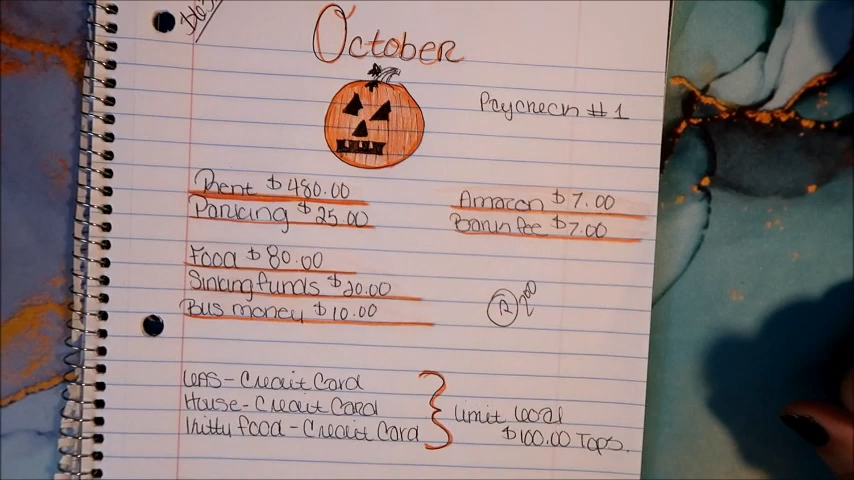 October
Paycheck #1
Rent $480.00
Parking $25.00
Amazon $7.00
Bank fee $7.00
Food $80.00
Sinking funds $20.00
Bus money $10.00
GAS - Credit Card
House - Credit Card
Kitty Food - Credit Card
Limit
$100.00 Tops.